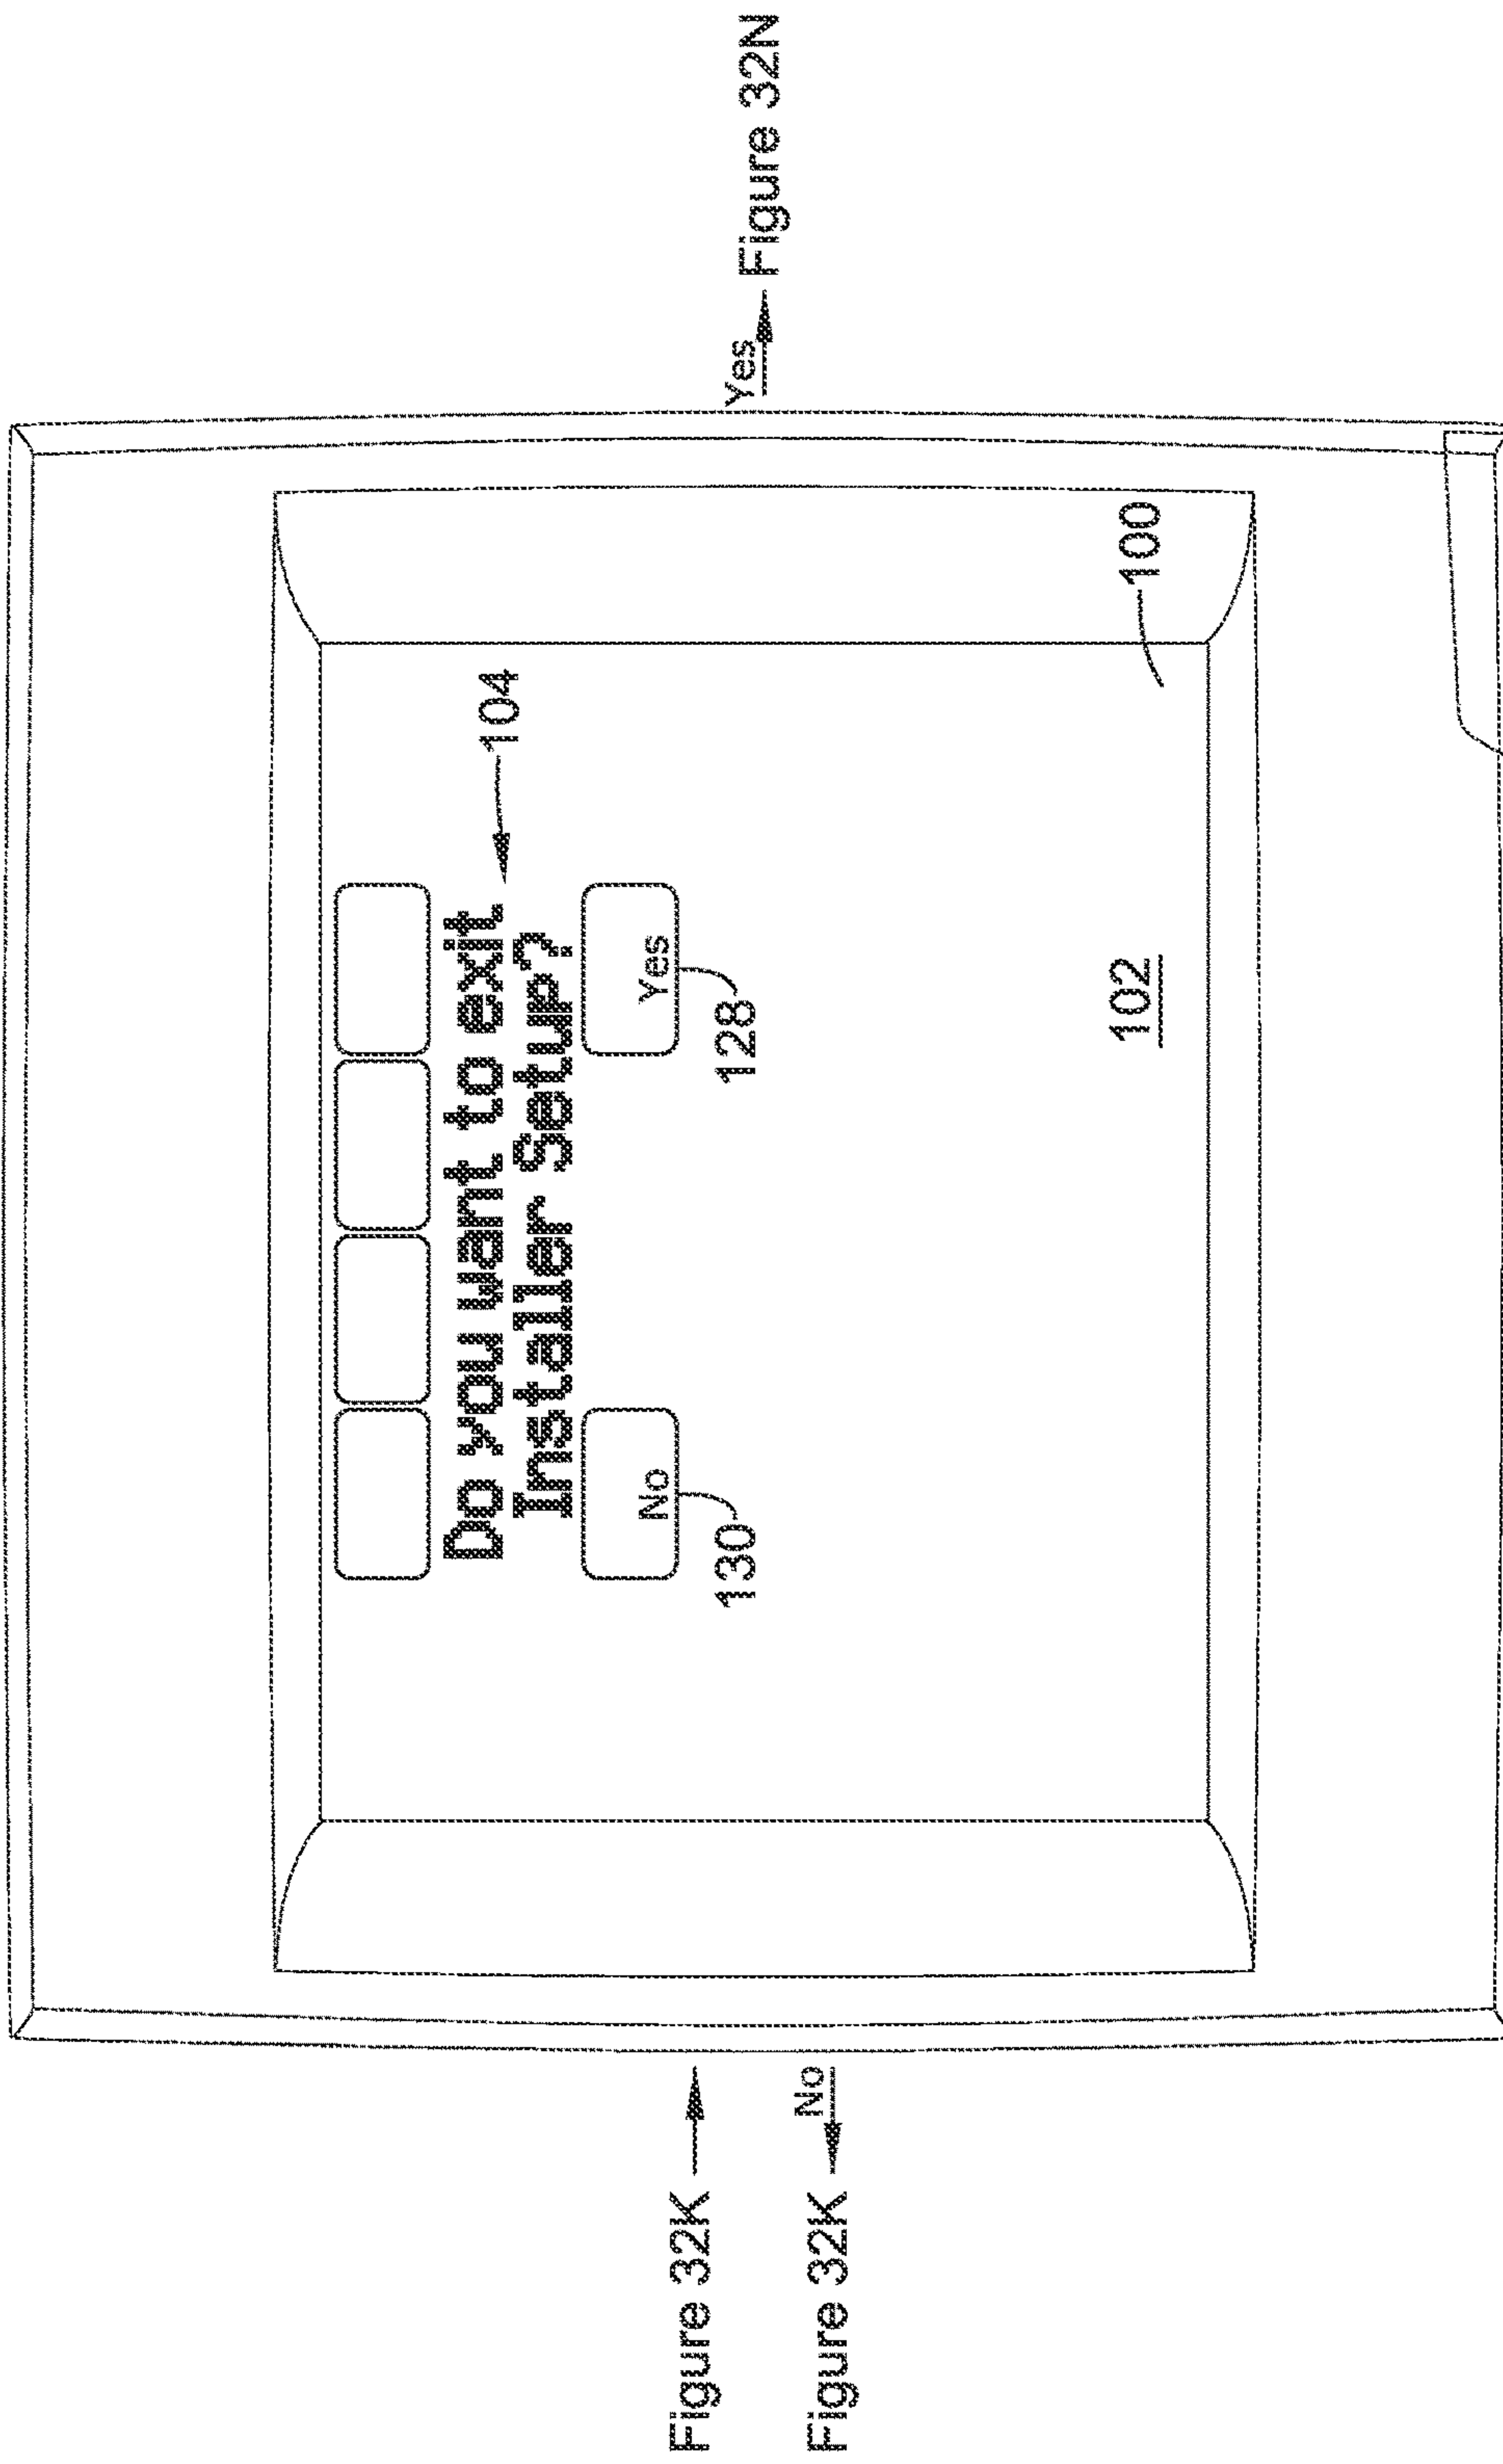 Do you want to exit
Installer Setup?
104
No
Yes
130
128
Figure 32K
No
Figure 32K
Yes
Figure 32N
102
100